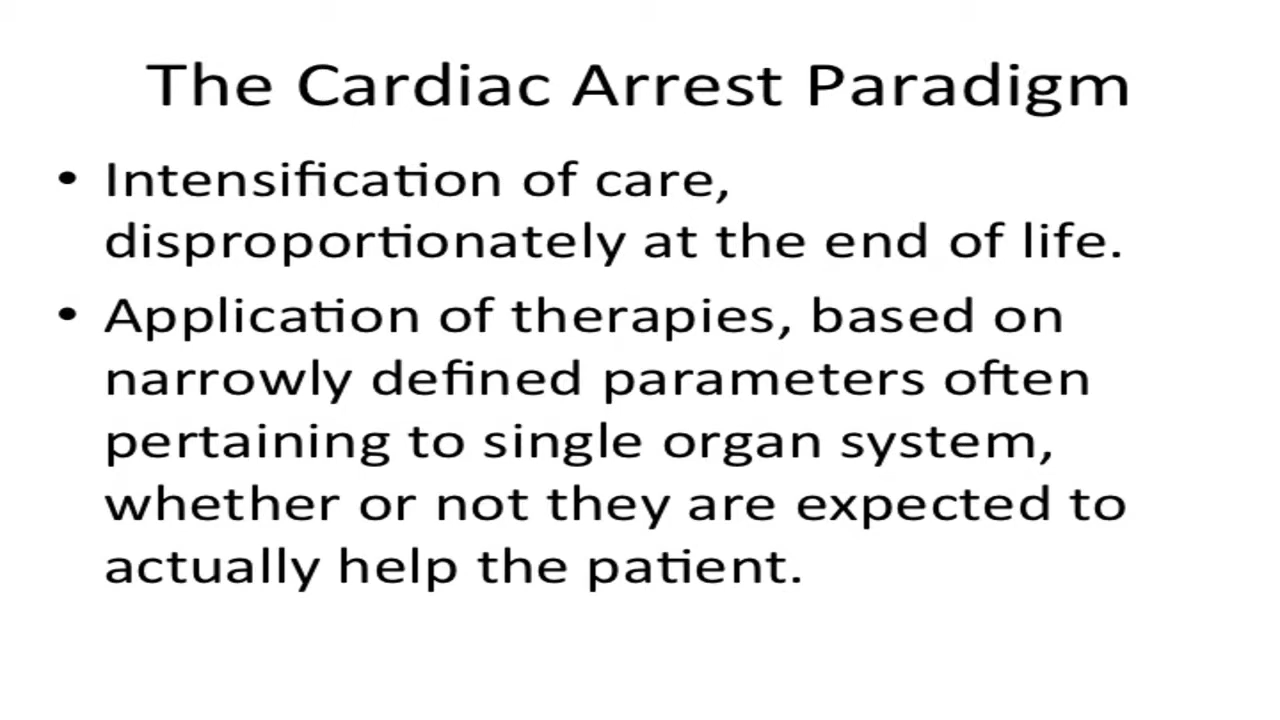 The Cardiac Arrest Paradigm
• Intensification of care,
disproportionately at the end of life.
• Application of therapies, based on
narrowly defined parameters often
pertaining to single organ system,
whether or not they are expected to
actually help the patient.